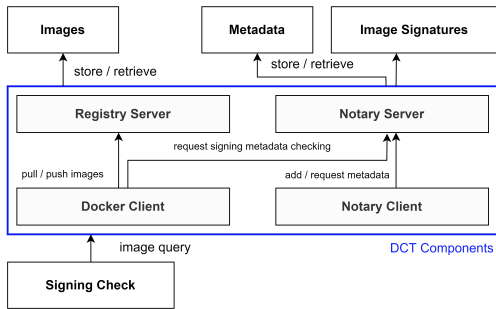 Images
Metadata
Image Signatures
store / retrieve
store / retrieve
Registry Server
Notary Server
request signing metadata checking
pull / push images
add / request metadata
Docker Client
Notary Client
image query
DCT Components
Signing Check